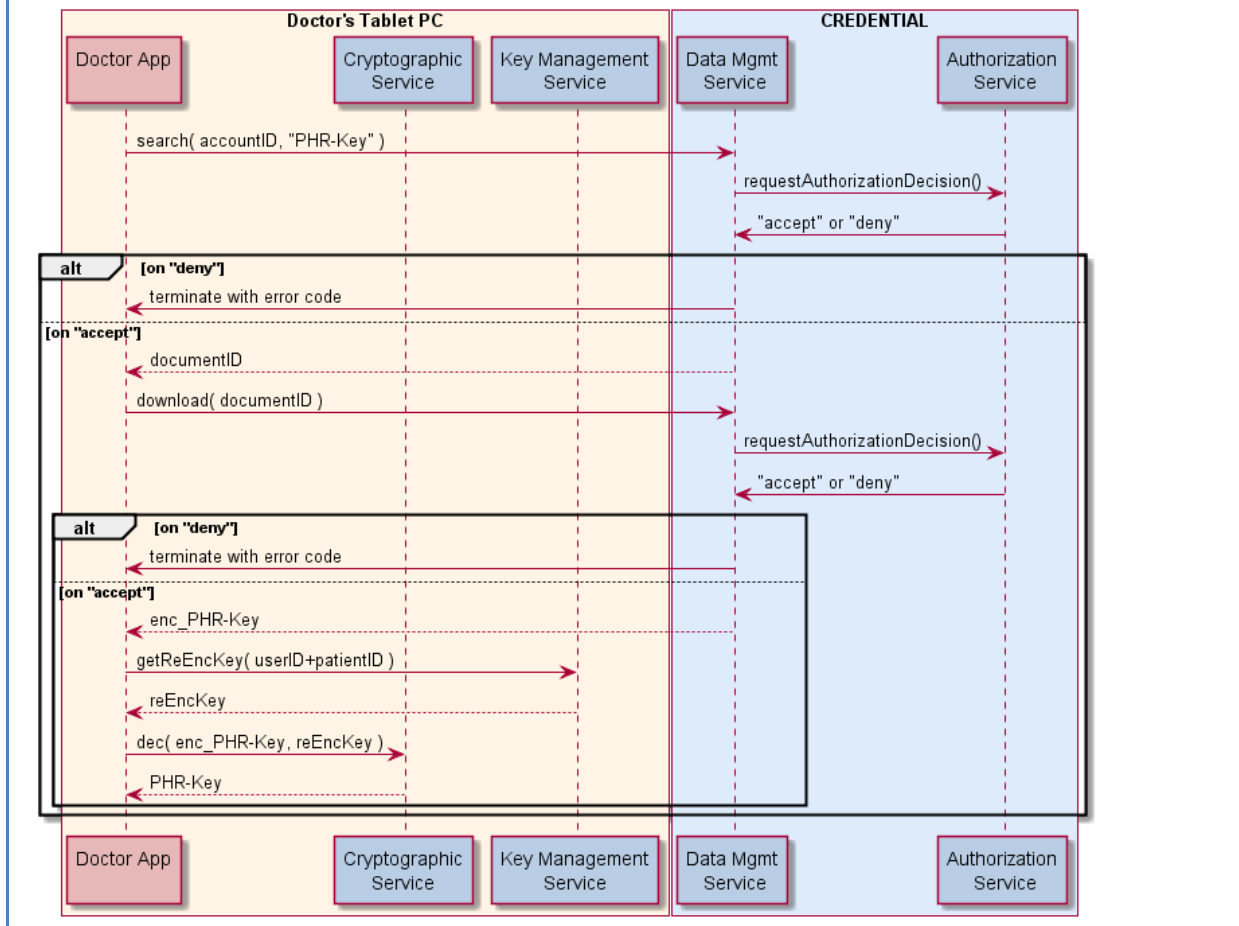 Doctor's Tablet PC
CREDENTIAL
Doctor App
Cryptographic
Service
Key Management
Service
Data Mgmt
Service
Authorization
Service
search( accountID, "PHR-Key" )
requestAuthorizationDecision()
"accept" or "deny"
alt
[on "deny"]
terminate with error code
[on "accept"]
documentID
download( documentID )
requestAuthorizationDecision()
"accept" or "deny"
alt
[on "deny"]
terminate with error code
[on "accept"]
enc_PHR-Key
getReEncKey( userID+patientID )
reEncKey
dec( enc_PHR-Key, reEncKey )
PHR-Key
Doctor App
Cryptographic
Service
Key Management
Service
Data Mgmt
Service
Authorization
Service